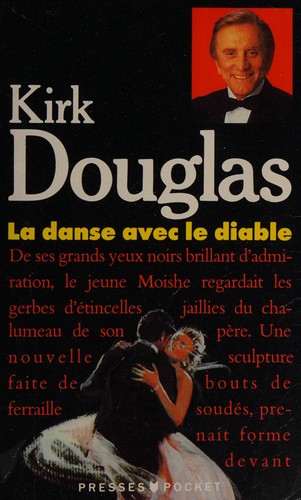 Kirk
Douglas
La danse avec le diable
De ses grands yeux noirs brillant d'admi-
ration, le jeune Moishe regardait les
gerbes d'étincelles jaillies du cha-
lumeau de son père. Une
nouvelle sculpture
faite de bouts de
ferraille soudés, pre-
nait forme
devant
PRESSES POCKET